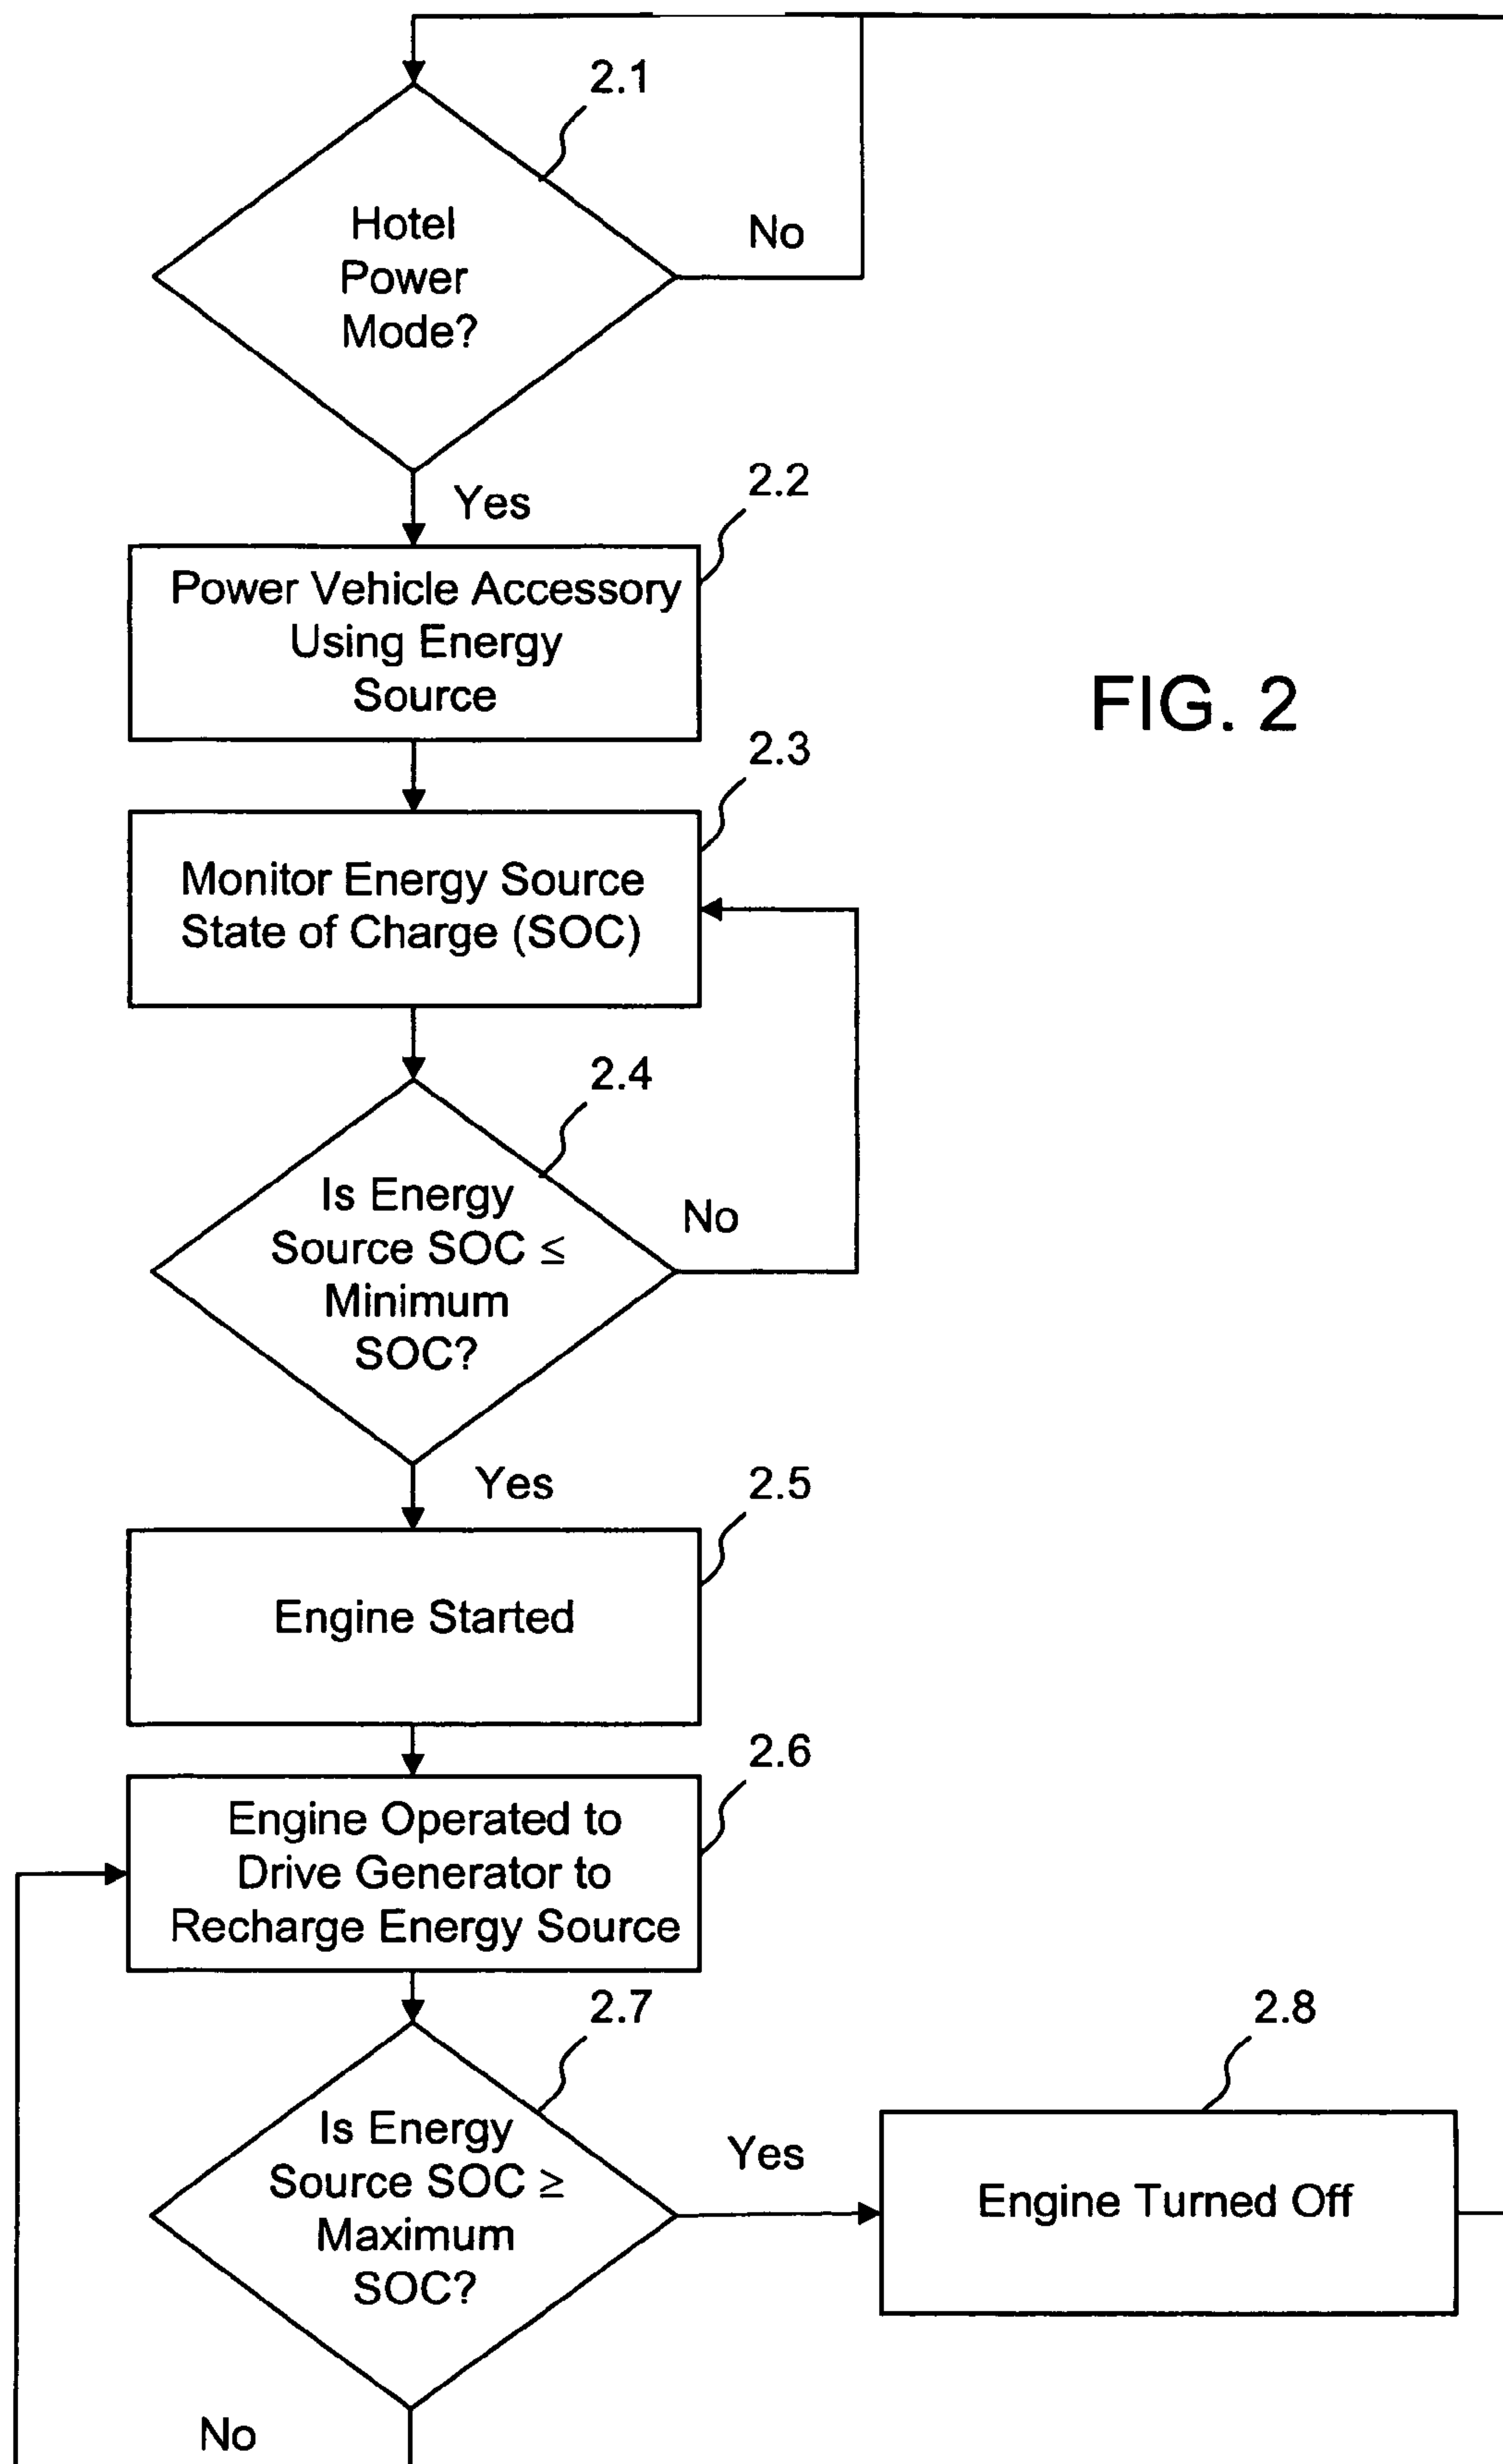 2.1
Hotel
Power
Mode?
No
Yes
2.2
Power Vehicle Accessory
Using Energy
Source
FIG. 2
2.3
Monitor Energy Source
State of Charge (SOC)
2.4
Is Energy
Source SOC ≤
Minimum
SOC?
No
Yes
2.5
Engine Started
2.6
Engine Operated to
Drive Generator to
Recharge Energy Source
2.7
Is Energy
Source SOC ≥
Maximum
SOC?
Yes
2.8
Engine Turned Off
No